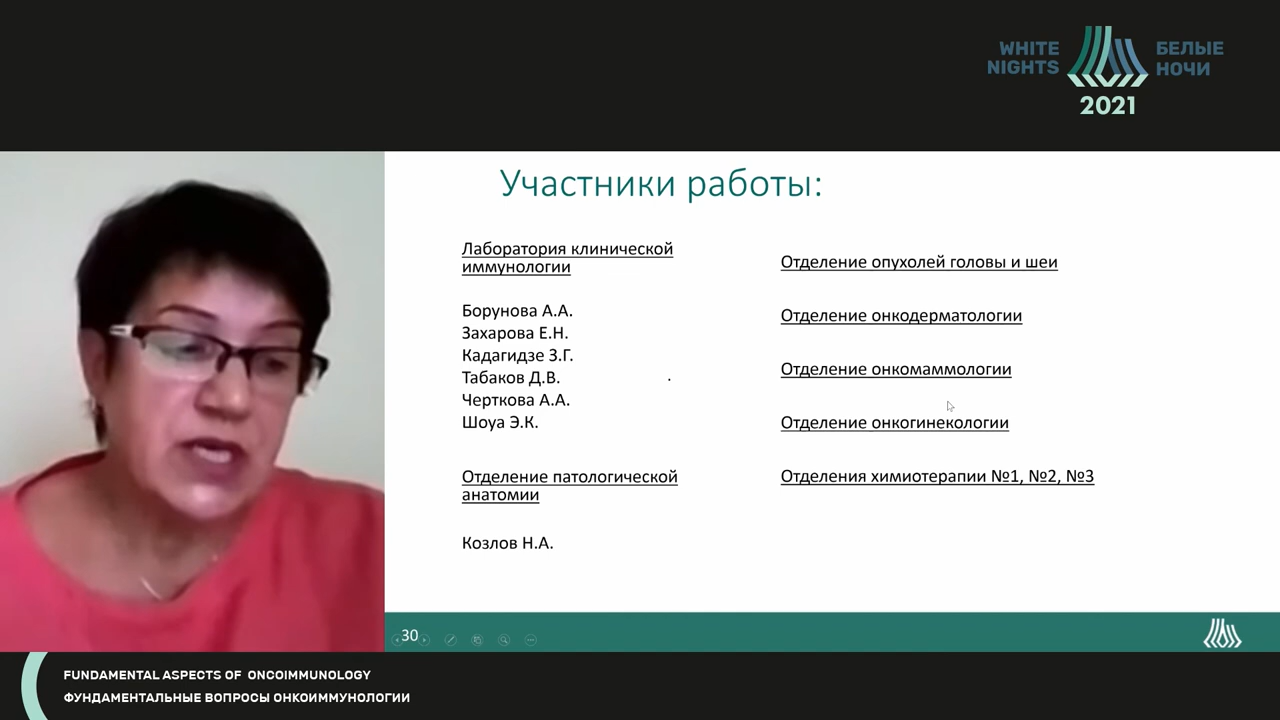 WHITE
NIGHTS
БЕЛЫЕ
НОЧИ
2021
Участники работы:
Лаборатория клинической
иммунологии
Борунова А.А.
Захарова Е.Н.
Кадагидзе З.Г.
Табаков Д.В.
Черткова А.А.
Шоуа Э.К.
Отделение патологической
анатомии
Козлов Н.А.
.
Отделение опухолей головы и шеи
Отделение онкодерматологии
Отделение онкомаммологии
Отделение онкогинекологии
Отделения химиотерапии №1, №2, №3
30
FUNDAMENTAL ASPECTS OF ONCOIMMUNOLOGY
ФУНДАМЕНТАЛЬНЫЕ ВОПРОСЫ ОНКОИММУНОЛОГИИ